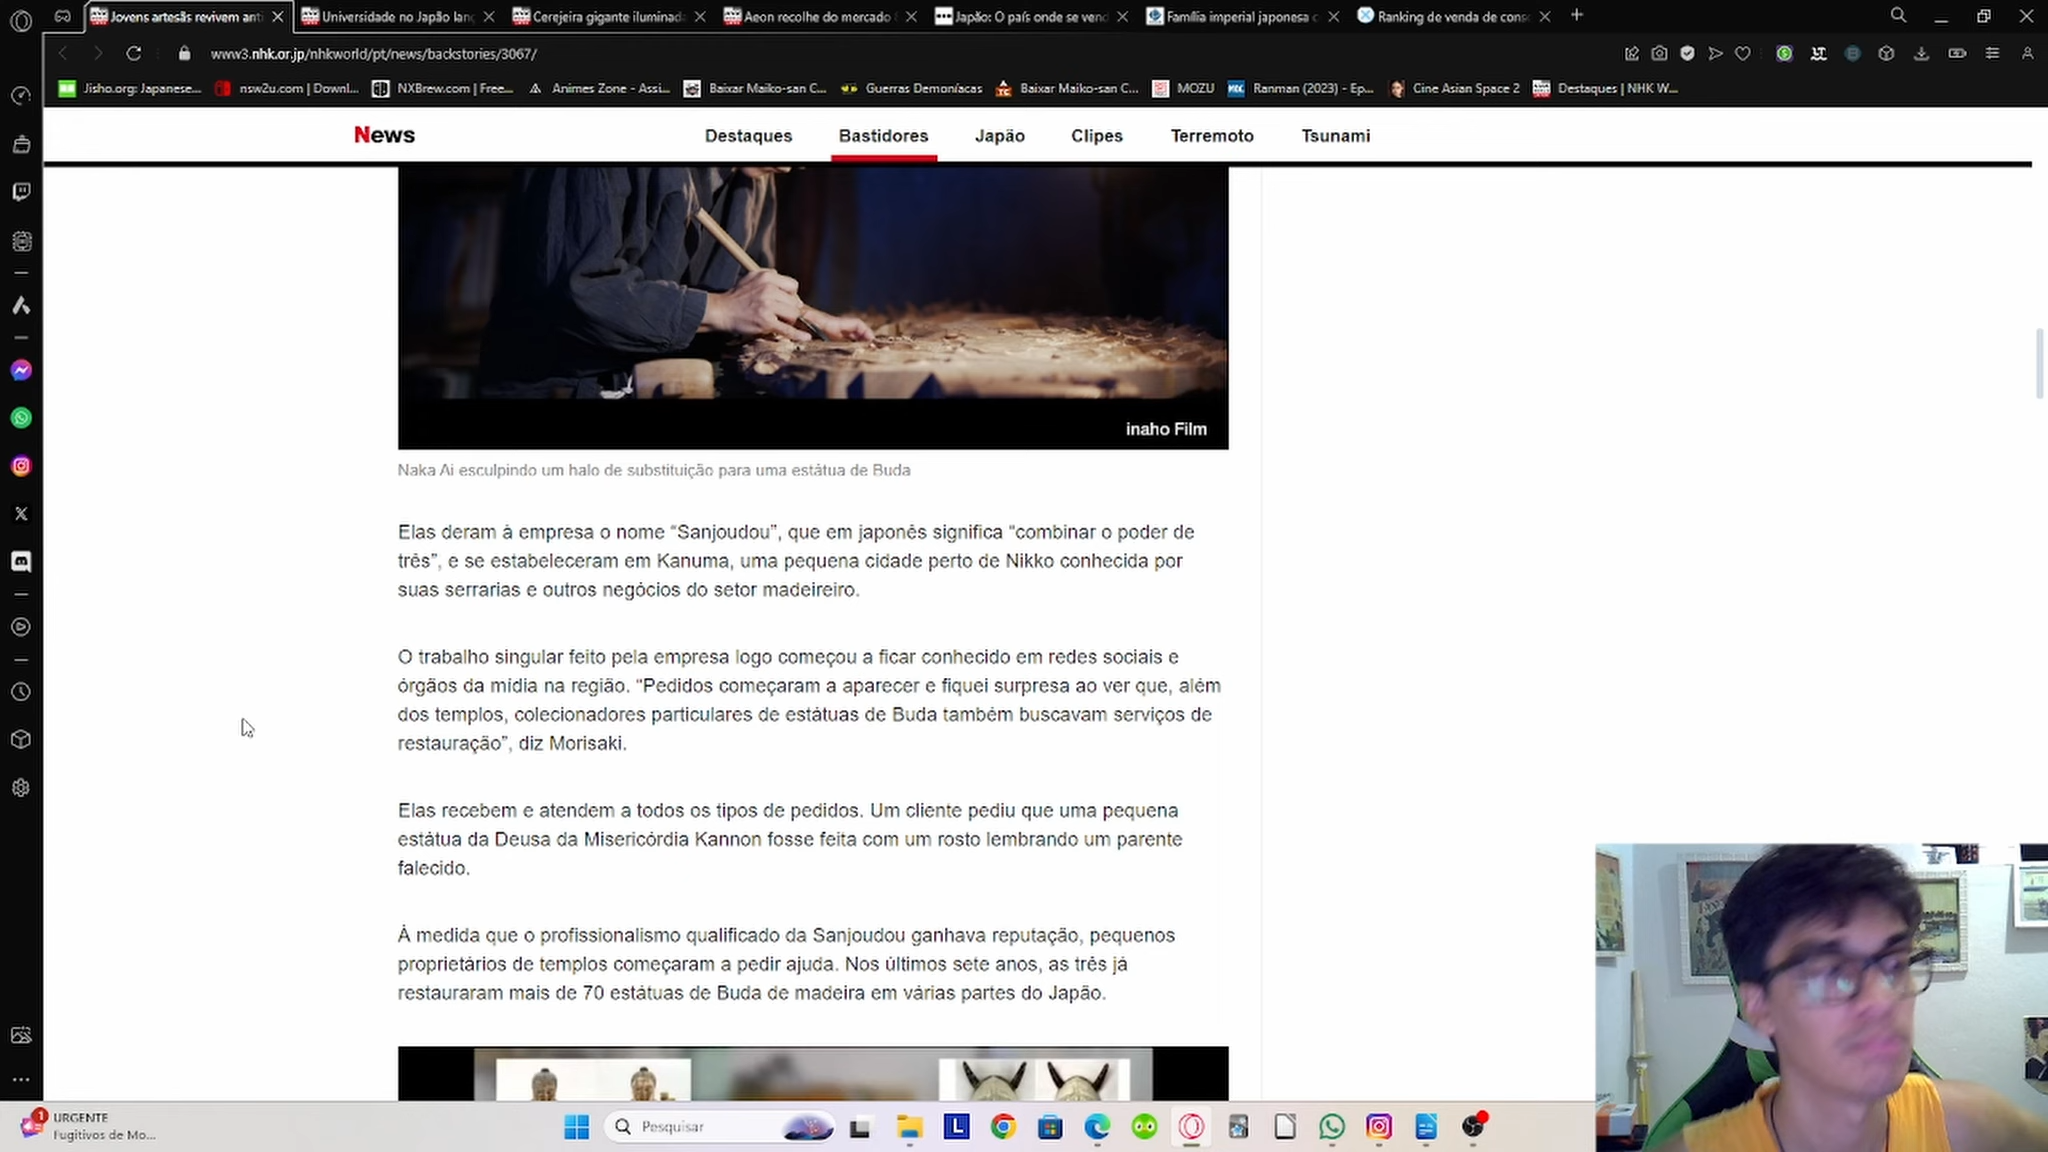 Jovens artesãs revivem anti
Universidade no Japão lanç
Cerejeira gigante iluminada
Aeon recolhe do mercado
Japão: O país onde se vend
Família imperial japonesa c
Ranking de venda de cons
www3.nhk.or.jp/nhkworld/pt/news/backstories/3067/
Jisho.org: Japanese...
nsw2u.com | Downl...
NXBrew.com | Free...
Animes Zone - Assi...
Baixar Maiko-san C...
Guerras Demoníacas
Baixar Maiko-san C...
MOZU
Ranman (2023) - Ep...
Cine Asian Space 2
Destaques | NHK W...
News
Destaques
Bastidores
Japão
Clipes
Terremoto
Tsunami
inaho Film
Naka Ai esculpindo um halo de substituição para uma estátua de Buda
Elas deram à empresa o nome “Sanjoudou”, que em japonês significa “combinar o poder de
três”, e se estabeleceram em Kanuma, uma pequena cidade perto de Nikko conhecida por
suas serrarias e outros negócios do setor madeireiro.
O trabalho singular feito pela empresa logo começou a ficar conhecido em redes sociais e
órgãos da mídia na região. “Pedidos começaram a aparecer e fiquei surpresa ao ver que, além
dos templos, colecionadores particulares de estátuas de Buda também buscavam serviços de
restauração”, diz Morisaki.
Elas recebem e atendem a todos os tipos de pedidos. Um cliente pediu que uma pequena
estátua da Deusa da Misericórdia Kannon fosse feita com um rosto lembrando um parente
falecido.
À medida que o profissionalismo qualificado da Sanjoudou ganhava reputação, pequenos
proprietários de templos começaram a pedir ajuda. Nos últimos sete anos, as três já
restauraram mais de 70 estátuas de Buda de madeira em várias partes do Japão.
1
URGENTE
Fugitivos de Mo...
Pesquisar